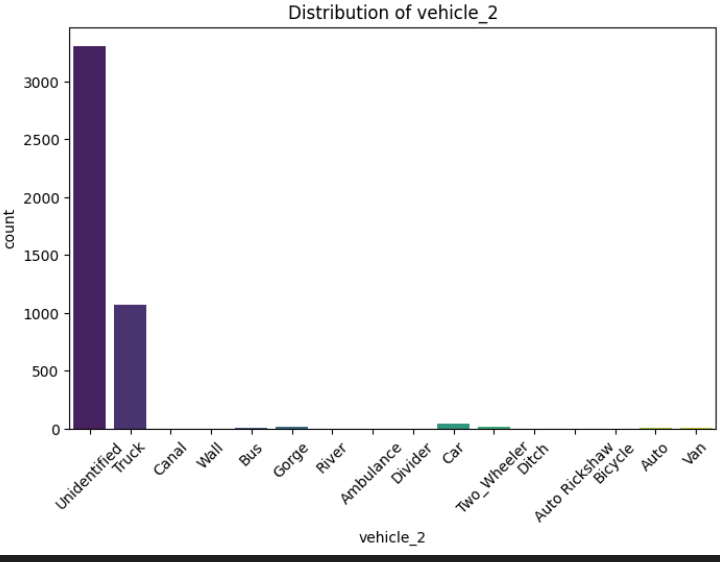 Distribution of vehicle_2
3000
2500
2000
1500
1000
500
0
count
Unidentified
Truck
Canal
Wall
Bus
Gorge
River
Ambulance
Divider
Car
Two_Wheeler
Ditch
Auto Rickshaw
Bicycle
Auto
Van
vehicle_2